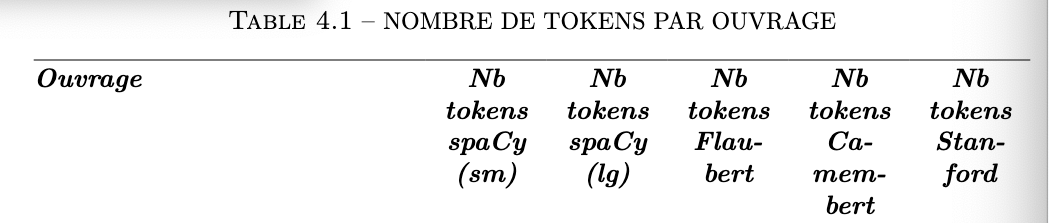 TABLE 4.1 – NOMBRE DE TOKENS PAR OUVRAGE
Ouvrage Nb Nb Nb Nb Nb
tokens tokens tokens tokens tokens
spaCy spaCy Flau- Ca- Stan-
(sm) (lg) bert mem- ford
bert